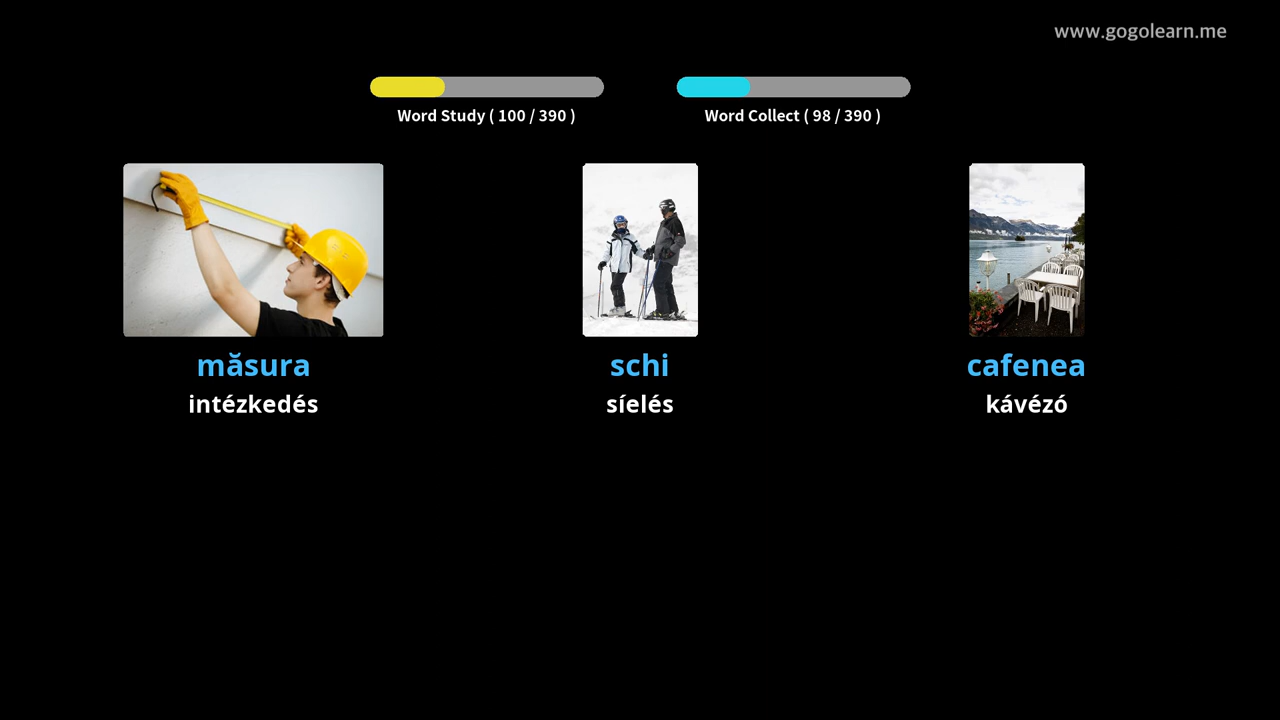 www.gogolearn.me
Word Study ( 100 / 390 )
Word Collect ( 98 / 390 )
măsura
intézkedés
schi
síelés
cafenea
kávézó